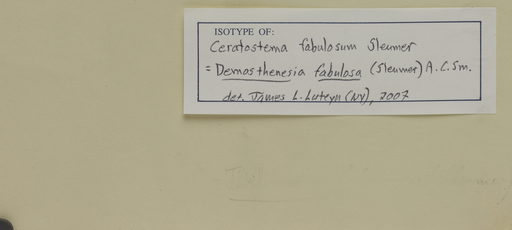 ISOTYPE OF:
Ceratostema fabulosum Sleumer
= Demosthenesia fabulosa (Sleumer) A.C.Sm.
det. James L. Luteyn (NY), 2007